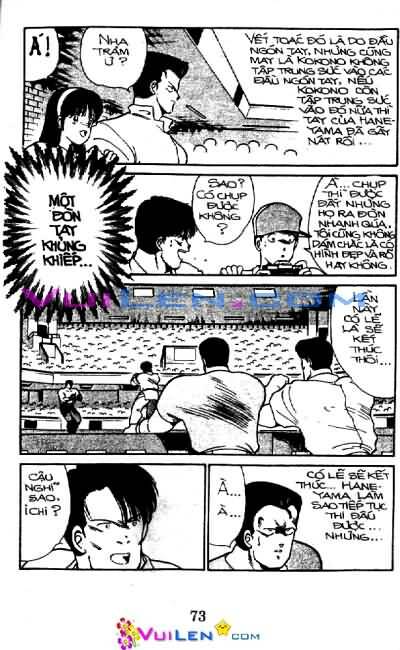 Á!
NHA
TRẨM
Ư ?
VẾT TOÁC ĐÓ LÀ DO ĐẦU
NGÓN TAY, NHƯNG CŨNG
MAY LÀ KOKONO KHÔNG
TẬP TRUNG SỨC VÀO CÁC
ĐẦU NGÓN TAY. NẾU
KOKONO CÒN
TẬP TRUNG SỨC
VÀO ĐÓ NỮA THÌ
TAY CỦA HANE-
YAMA ĐÃ GÃY
NÁT RỒI ...
MỘT
ĐÒN
TAY
KHỦNG
KHIẾP...
SAO?
CÓ CHỤP
ĐƯỢC
KHÔNG
?
À ... CHỤP
THÌ ĐƯỢC
ĐẤY NHƯNG
HỌ RA ĐÒN
NHANH QUÁ,
TÔI CŨNG KHÔNG
DÁM CHẮC LÀ CÓ
HÌNH ĐẸP VÀ RÕ
HAY KHÔNG.
VUILEN.COM
TRẬN
NÀY
CÓ LẼ
LÀ SẼ
KẾT
THÚC
THÔI...
CẬU
NGHĨ
SAO,
ICHI ?
À ...
À ...
CÓ LẼ SẼ KẾT
THÚC... HANE-
YAMA LÀM
SAO TIẾP TỤC
THI ĐẤU
ĐƯỢC ...
NHƯNG...
73
VUILEN.COM